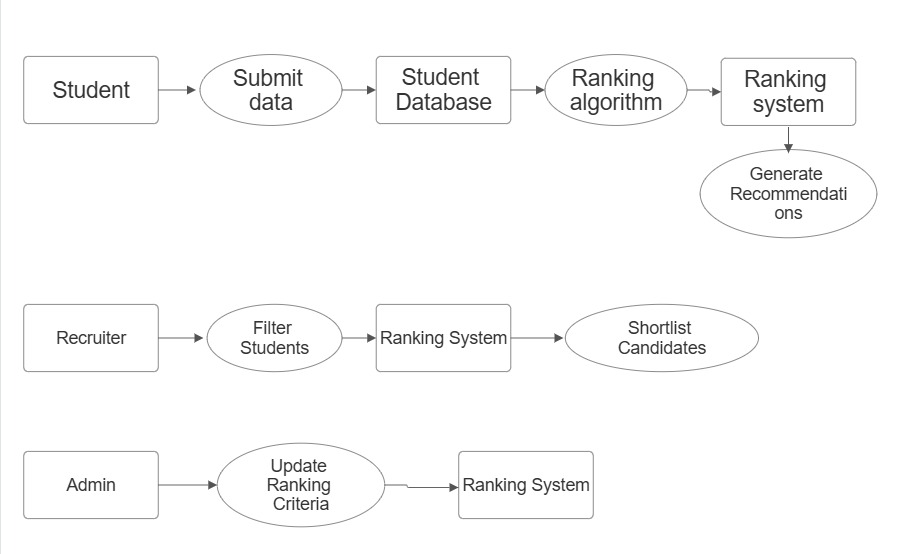 Student
Submit
data
Student
Database
Ranking
algorithm
Ranking
system
Generate
Recommendati
ons
Recruiter
Filter
Students
Ranking System
Shortlist
Candidates
Admin
Update
Ranking
Criteria
Ranking System